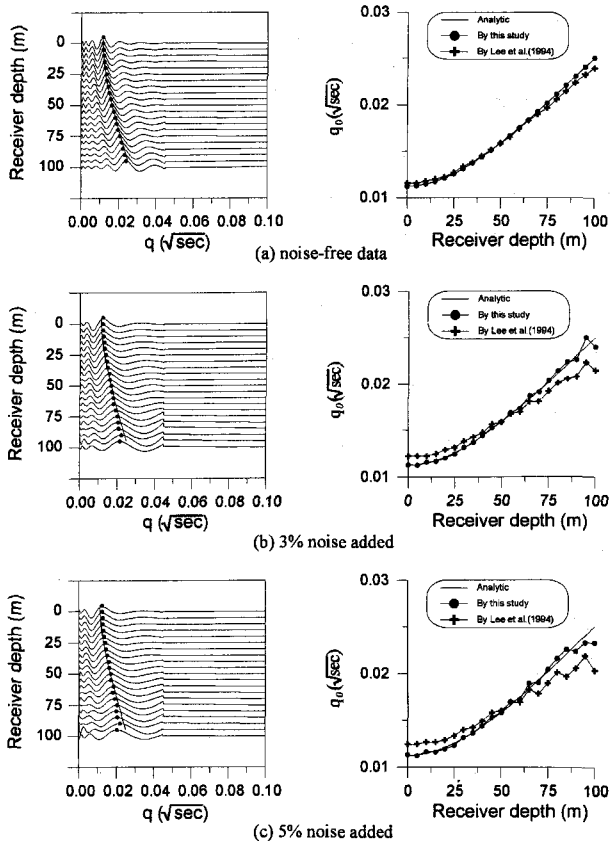 Receiver depth (m)
0
25
50
75
100
0.00 0.02 0.04 0.06 0.08 0.10
q (√sec)
q₀(√sec)
0.03
0.02
0.01
Analytic
By this study
By Lee et al.(1994)
0 25 50 75 100
Receiver depth (m)
(a) noise-free data
Receiver depth (m)
0
25
50
75
100
0.00 0.02 0.04 0.06 0.08 0.10
q (√sec)
q₀(√sec)
0.03
0.02
0.01
Analytic
By this study
By Lee et al.(1994)
0 25 50 75 100
Receiver depth (m)
(b) 3% noise added
Receiver depth (m)
0
25
50
75
100
0.00 0.02 0.04 0.06 0.08 0.10
q (√sec)
q₀(√sec)
0.03
0.02
0.01
Analytic
By this study
By Lee et al.(1994)
0 25 50 75 100
Receiver depth (m)
(c) 5% noise added